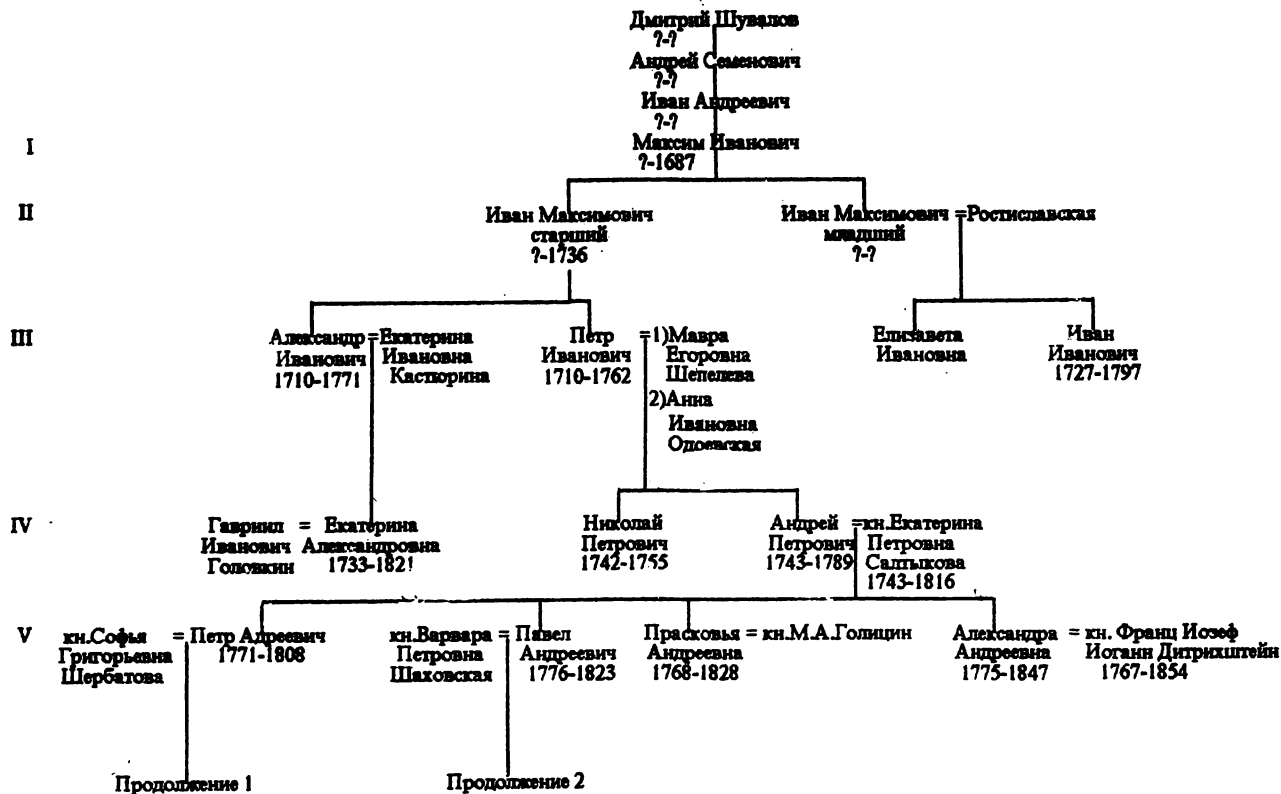 Дмитрий Шувалов
?-?
Андрей Семенович
?-?
Иван Андреевич
?-?
I Максим Иванович
?-1687
II Иван Максимович старший
?-1736
Иван Максимович = Ростиславская
младший
?-?
III Александр = Екатерина
Иванович Ивановна
1710-1771 Кастюрина
Петр = 1) Мавра
Иванович Егоровна
1710-1762 Шепелева
2) Анна
Ивановна
Одоевская
Елизавета
Ивановна
Иван
Иванович
1727-1797
IV Гавриил = Екатерина
Иванович Александровна
Головкин 1733-1821
Николай
Петрович
1742-1755
Андрей = кн.Екатерина
Петрович Петровна
1743-1789 Салтыкова
1743-1816
V кн.Софья = Петр Адреевич
Григорьевна 1771-1808
Шербатова
кн.Варвара = Павел
Петровна Андреевич
Шаховская 1776-1823
Прасковья = кн.М.А.Голицин
Андреевна
1768-1828
Александра = кн. Франц Иозеф
Андреевна Иоганн Дитрихштейн
1775-1847 1767-1854
Продолжение 1
Продолжение 2